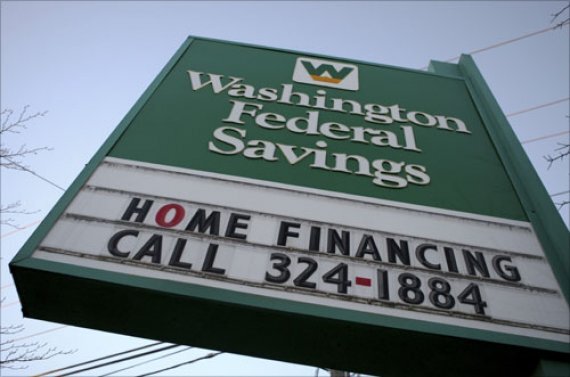 W
Washington
Federal
Savings
HOME FINANCING
CALL 324-1884